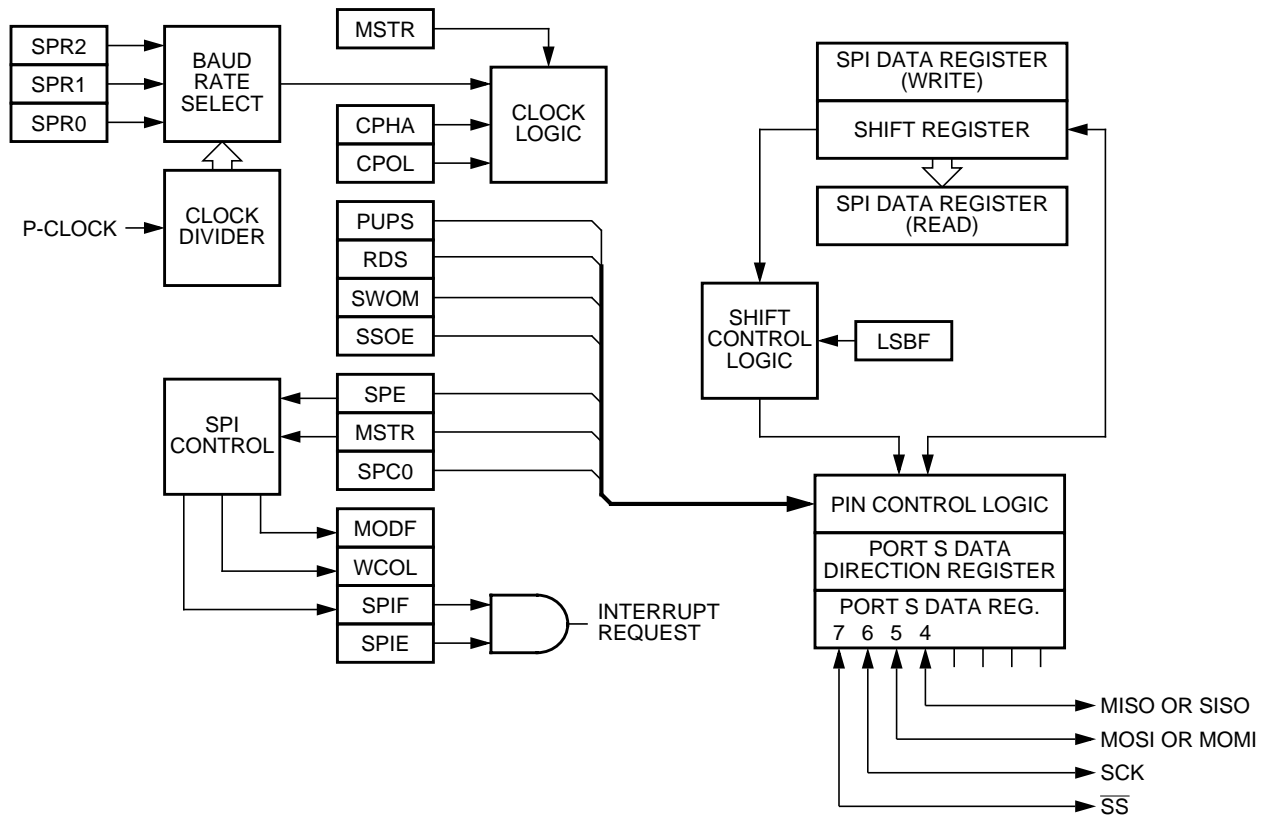 SPR2
SPR1
SPR0
BAUD
RATE
SELECT
P-CLOCK
CLOCK
DIVIDER
MSTR
CPHA
CPOL
CLOCK
LOGIC
PUPS
RDS
SWOM
SSOE
SPE
MSTR
SPC0
SPI
CONTROL
MODF
WCOL
SPIF
SPIE
INTERRUPT
REQUEST
SPI DATA REGISTER
(WRITE)
SHIFT REGISTER
SPI DATA REGISTER
(READ)
SHIFT
CONTROL
LOGIC
LSBF
PIN CONTROL LOGIC
PORT S DATA
DIRECTION REGISTER
PORT S DATA REG.
7 6 5 4
MISO OR SISO
MOSI OR MOMI
SCK
SS